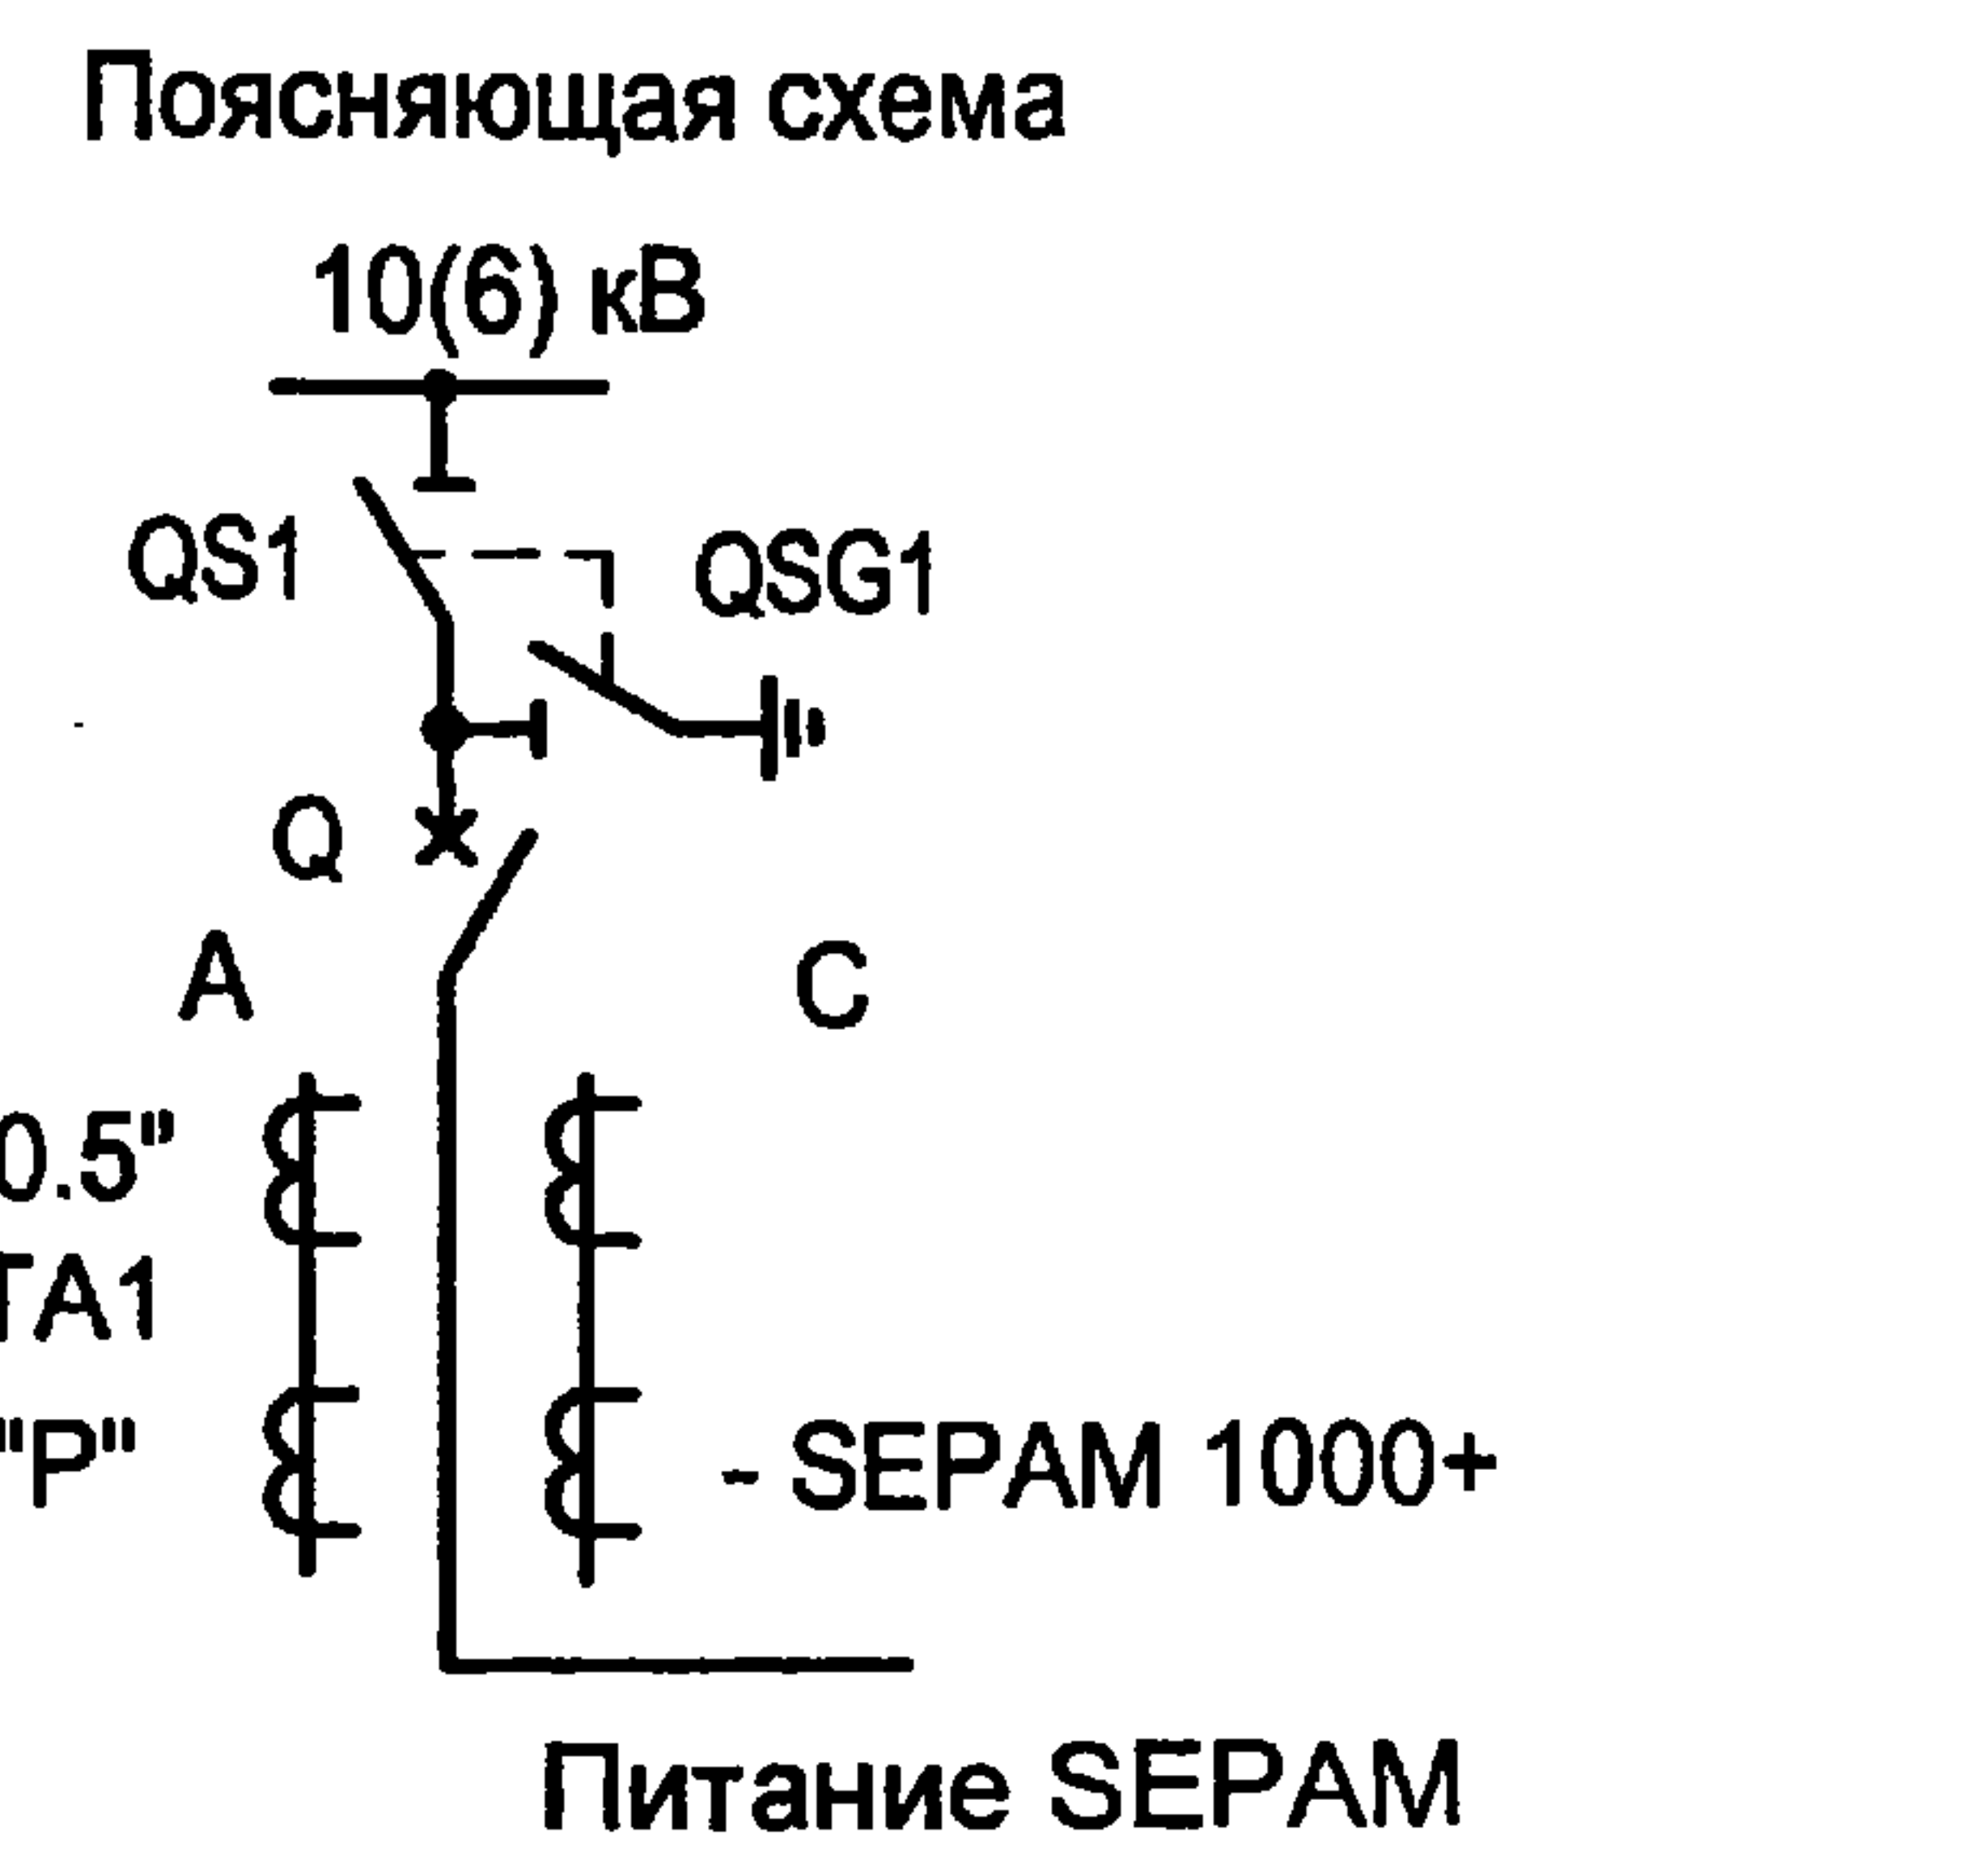 Поясняющая схема
10(6) кВ
QS1
QSG1
Q
A
C
0.5"
TA1
"P"
- SEPAM 1000+
Питание SEPAM